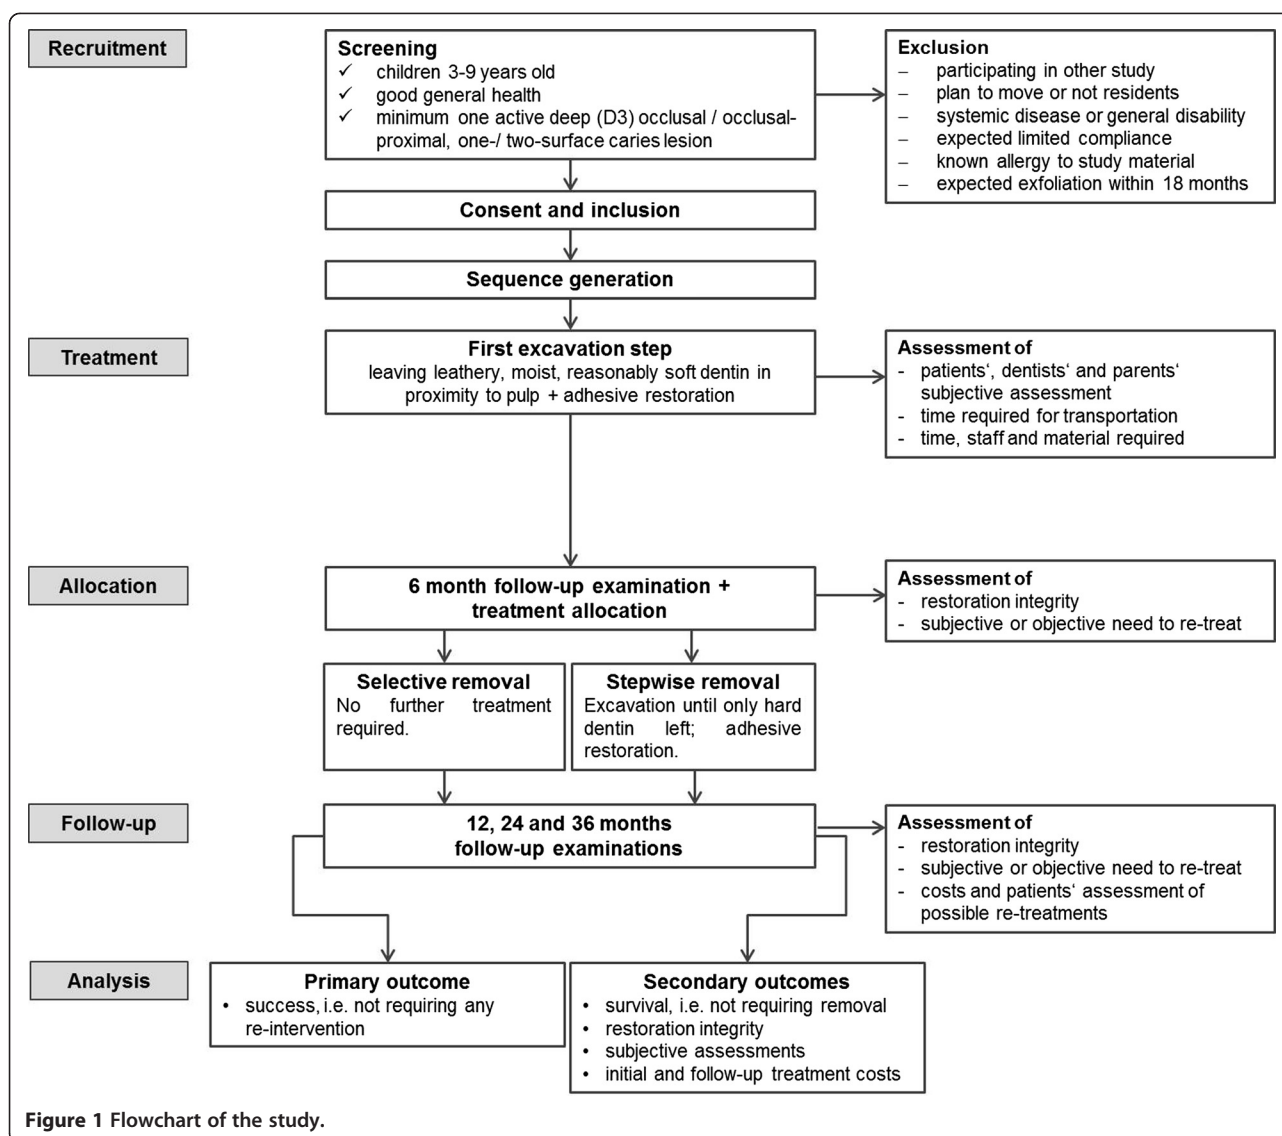 Recruitment
Screening
✓ children 3-9 years old
✓ good general health
✓ minimum one active deep (D3) occlusal / occlusal-
proximal, one-/ two-surface caries lesion
Exclusion
– participating in other study
– plan to move or not residents
– systemic disease or general disability
– expected limited compliance
– known allergy to study material
– expected exfoliation within 18 months
Consent and inclusion
Sequence generation
Treatment
First excavation step
leaving leathery, moist, reasonably soft dentin in
proximity to pulp + adhesive restoration
Assessment of
- patients‘, dentists‘ and parents‘
subjective assessment
- time required for transportation
- time, staff and material required
Allocation
6 month follow-up examination +
treatment allocation
Assessment of
- restoration integrity
- subjective or objective need to re-treat
Selective removal
No further treatment
required.
Stepwise removal
Excavation until only hard
dentin left; adhesive
restoration.
Follow-up
12, 24 and 36 months
follow-up examinations
Assessment of
- restoration integrity
- subjective or objective need to re-treat
- costs and patients‘ assessment of
possible re-treatments
Analysis
Primary outcome
• success, i.e. not requiring any
re-intervention
Secondary outcomes
• survival, i.e. not requiring removal
• restoration integrity
• subjective assessments
• initial and follow-up treatment costs
Figure 1 Flowchart of the study.